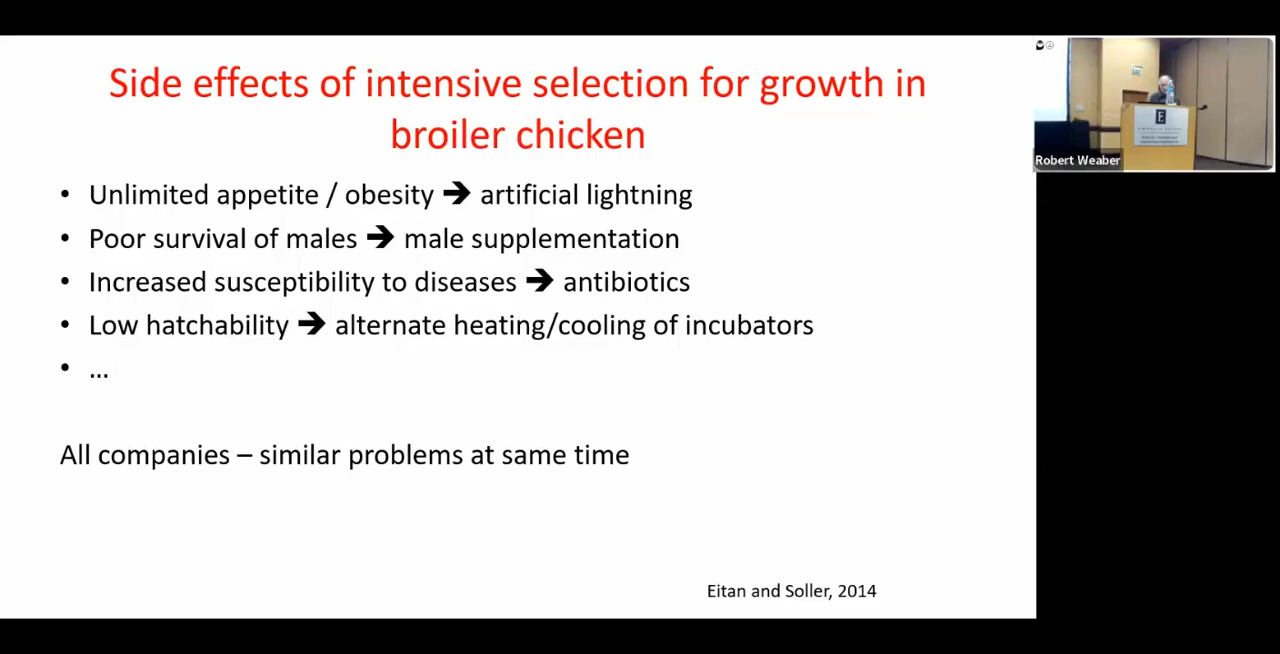 Side effects of intensive selection for growth in
broiler chicken
• Unlimited appetite / obesity ➔ artificial lightning
• Poor survival of males ➔ male supplementation
• Increased susceptibility to diseases ➔ antibiotics
• Low hatchability ➔ alternate heating/cooling of incubators
• ...
All companies – similar problems at same time
Eitan and Soller, 2014
Robert Weaber
E